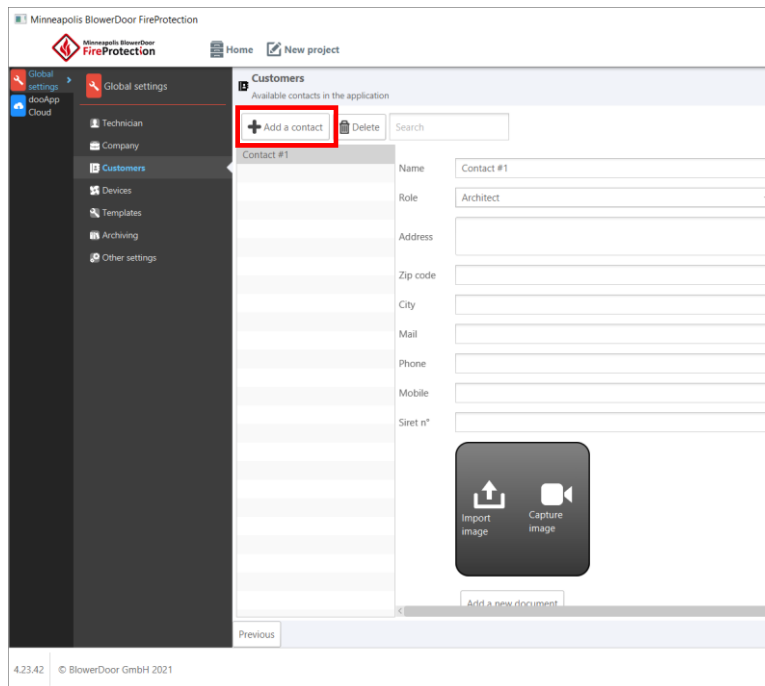 Minneapolis BlowerDoor FireProtection
Minneapolis BlowerDoor
FireProtection
Home
New project
Global settings
dooApp Cloud
Global settings
Technician
Company
Customers
Devices
Templates
Archiving
Other settings
Customers
Available contacts in the application
Add a contact
Delete
Search
Contact #1
Name
Contact #1
Role
Architect
Address
Zip code
City
Mail
Phone
Mobile
Siret n°
Import image
Capture image
Add a new document
Previous
4.23.42
© BlowerDoor GmbH 2021